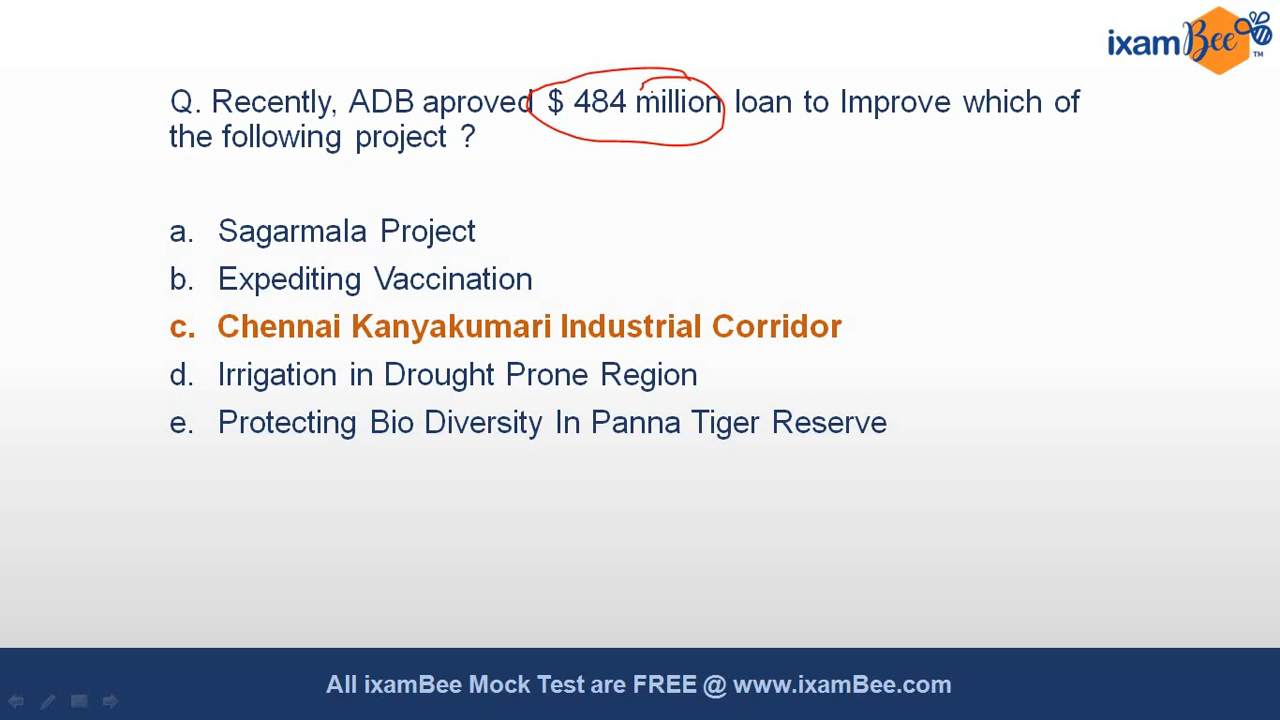 ixamBee
TM
Q. Recently, ADB aproved $ 484 million loan to Improve which of
the following project ?
a. Sagarmala Project
b. Expediting Vaccination
c. Chennai Kanyakumari Industrial Corridor
d. Irrigation in Drought Prone Region
e. Protecting Bio Diversity In Panna Tiger Reserve
All ixamBee Mock Test are FREE @ www.ixamBee.com